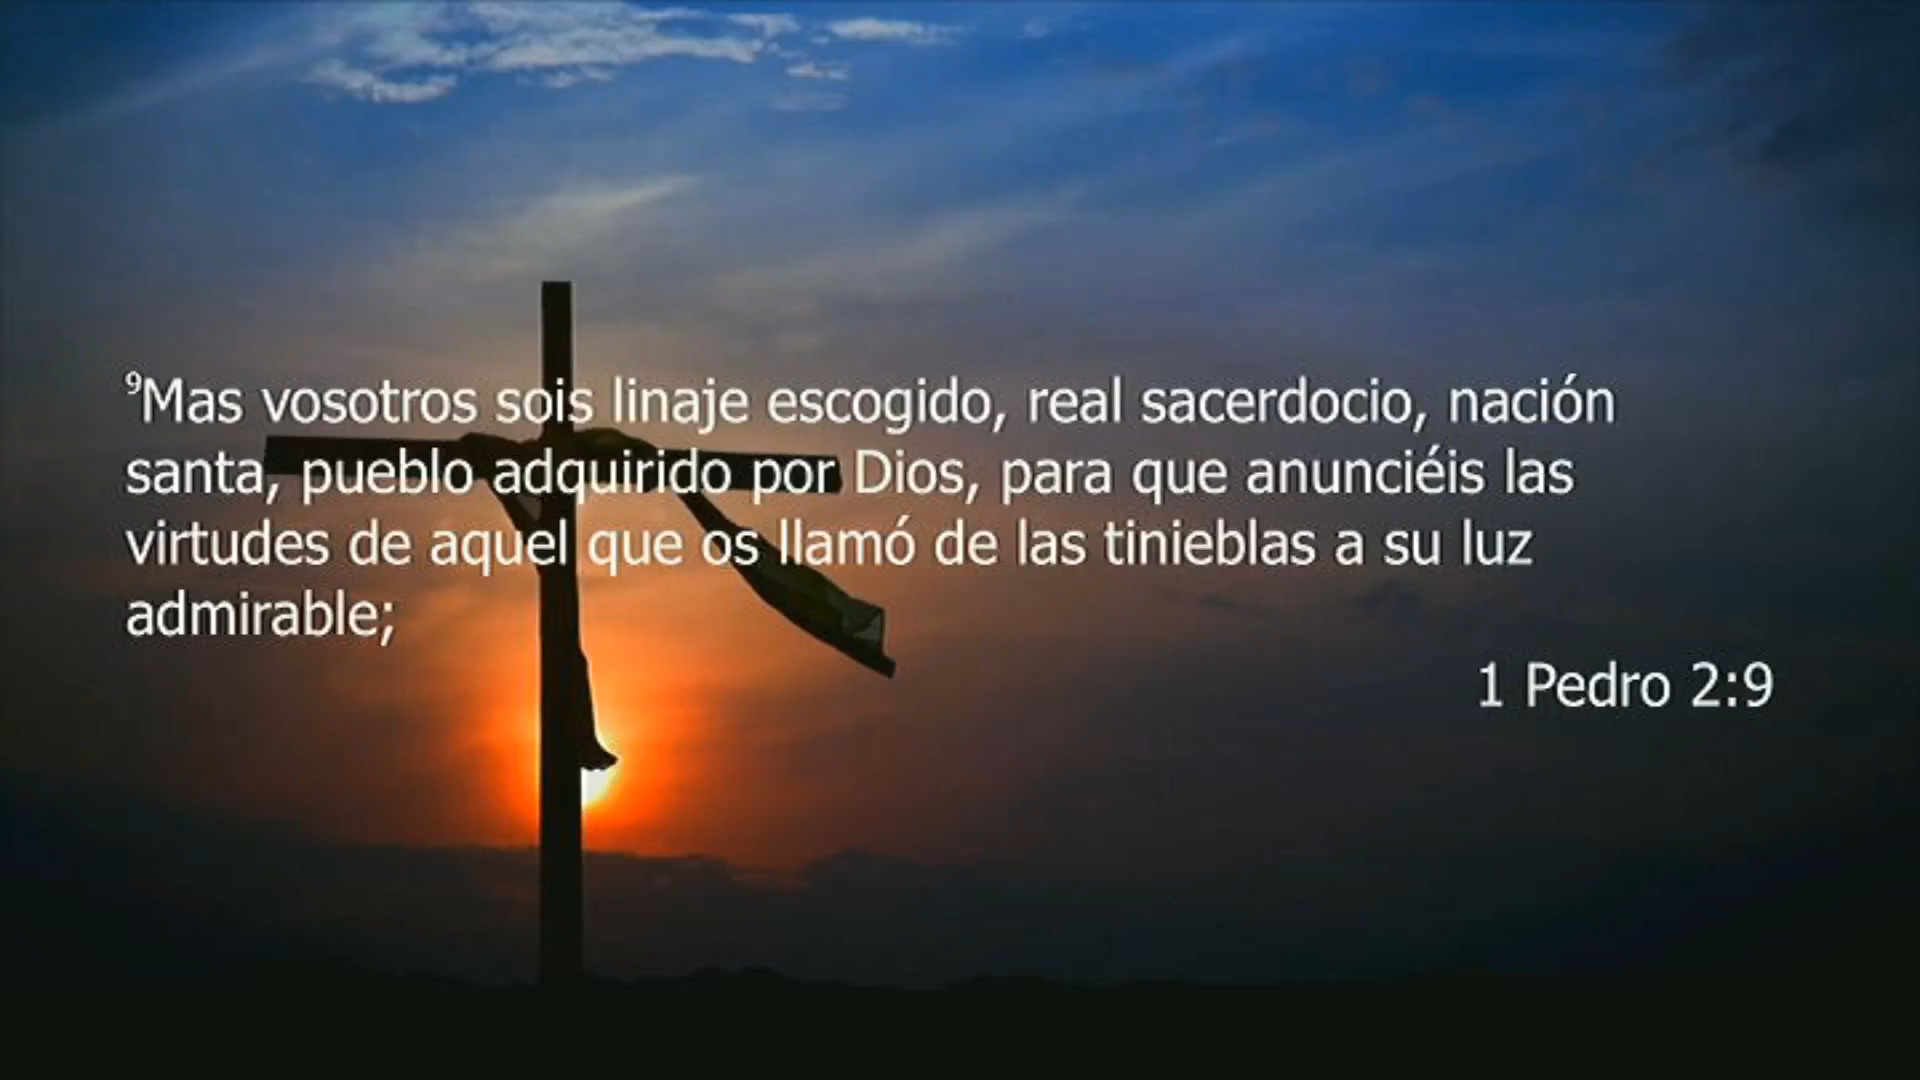 ⁹Mas vosotros sois linaje escogido, real sacerdocio, nación
santa, pueblo adquirido por Dios, para que anunciéis las
virtudes de aquel que os llamó de las tinieblas a su luz
admirable;
1 Pedro 2:9